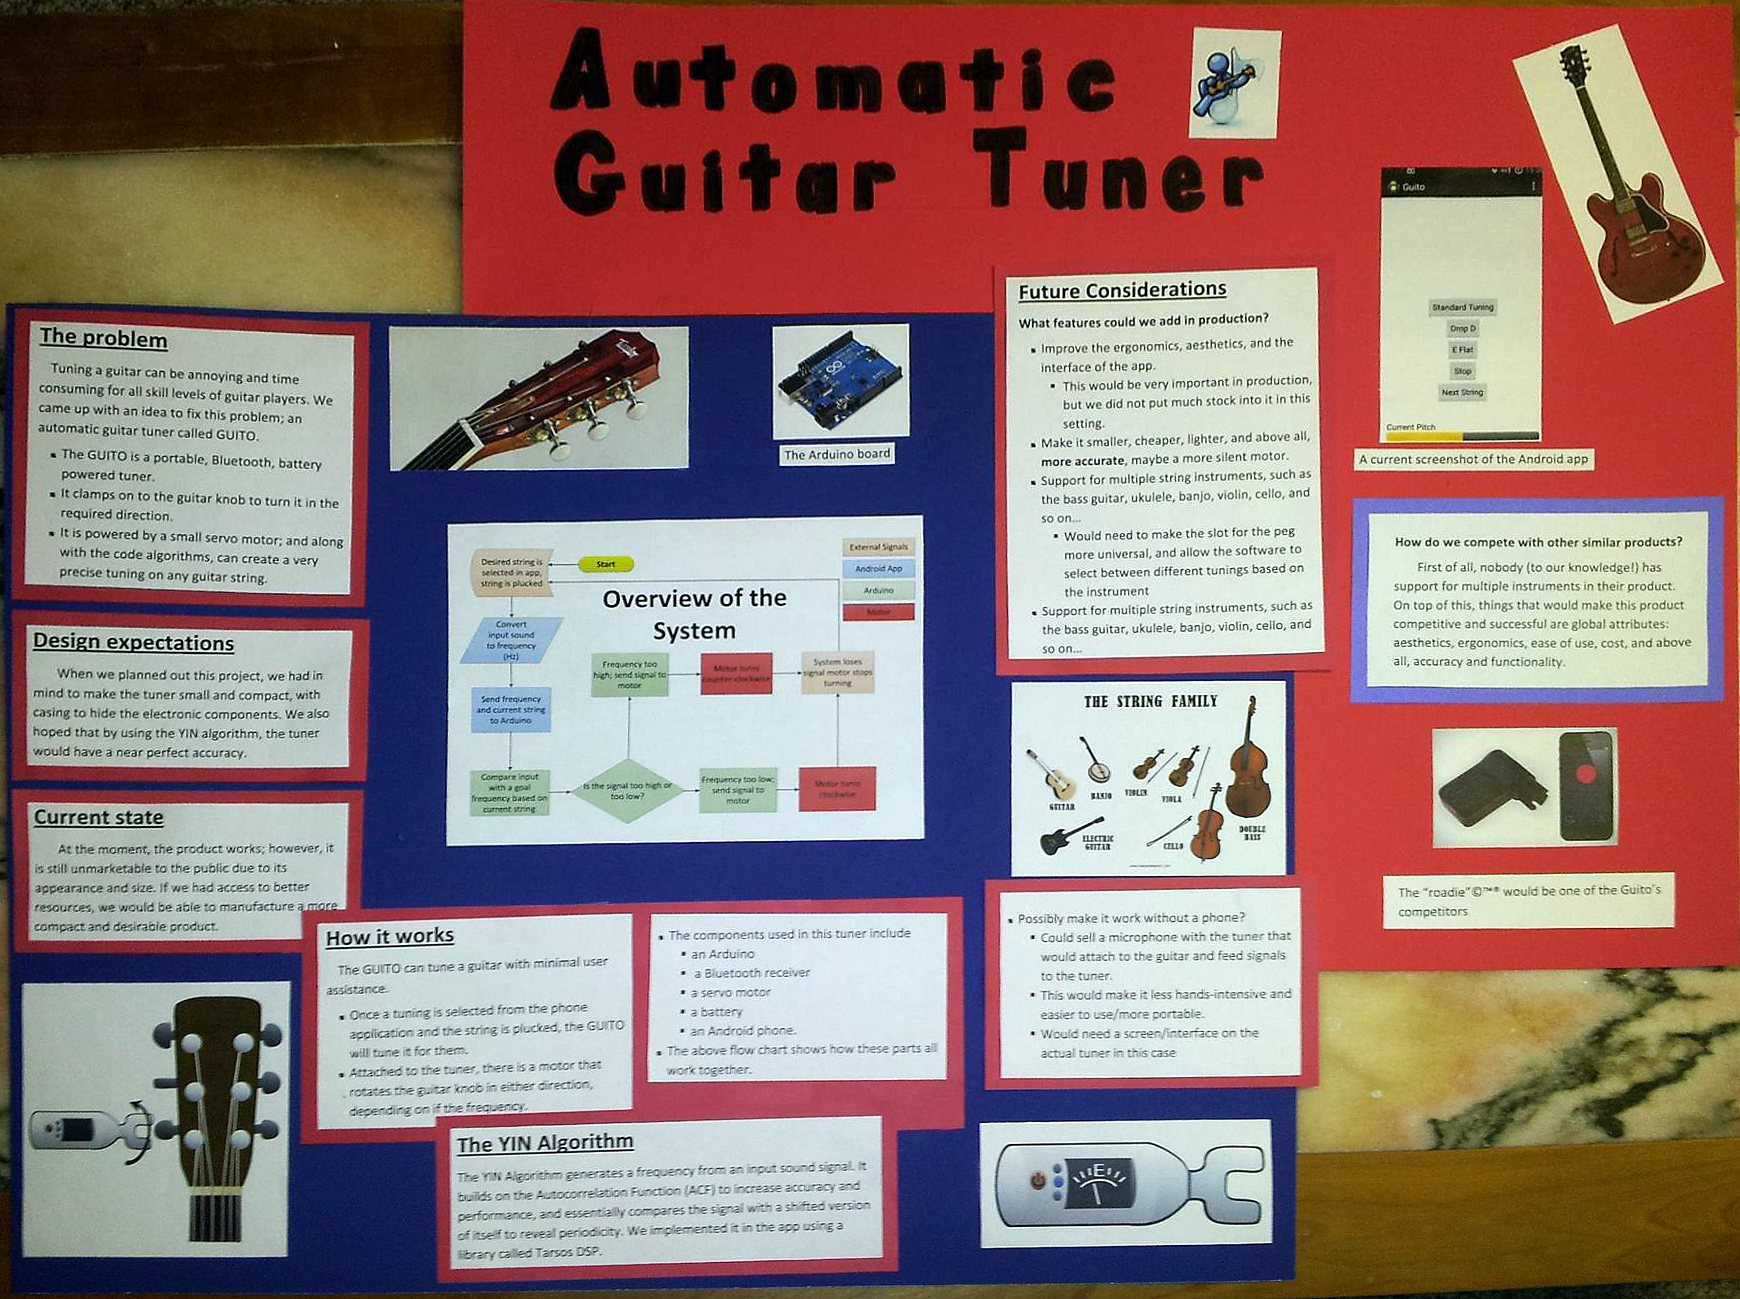 Automatic
Guitar Tuner
The problem
Tuning a guitar can be annoying and time
consuming for all skill levels of guitar players. We
came up with an idea to fix this problem; an
automatic guitar tuner called GUITO.
The GUITO is a portable, Bluetooth, battery
powered tuner.
It clamps on to the guitar knob to turn it in the
required direction.
It is powered by a small servo motor; and along
with the code algorithms, can create a very
precise tuning on any guitar string.
Design expectations
When we planned out this project, we had in
mind to make the tuner small and compact, with
casing to hide the electronic components. We also
hoped that by using the YIN algorithm, the tuner
would have a near perfect accuracy.
Current state
At the moment, the product works; however, it
is still unmarketable to the public due to its
appearance and size. If we had access to better
resources, we would be able to manufacture a more
compact and desirable product.
The Arduino board
Overview of the
System
Start
Desired string is
selected in app,
string is plucked
Convert
input sound
to frequency
(Hz)
Send frequency
and current string
to Arduino
Compare input
with a goal
frequency based on
current string
Is the signal too high or
too low?
Frequency too
high; send signal to
motor
Motor turns
counter-clockwise
System loses
signal motor stops
turning
Frequency too low;
send signal to
motor
Motor turns
clockwise
External Signals
Android App
Arduino
Motor
How it works
The GUITO can tune a guitar with minimal user
assistance.
Once a tuning is selected from the phone
application and the string is plucked, the GUITO
will tune it for them.
Attached to the tuner, there is a motor that
rotates the guitar knob in either direction,
depending on if the frequency.
The components used in this tuner include
an Arduino
a Bluetooth receiver
a servo motor
a battery
an Android phone.
The above flow chart shows how these parts all
work together.
The YIN Algorithm
The YIN Algorithm generates a frequency from an input sound signal. It
builds on the Autocorrelation Function (ACF) to increase accuracy and
performance, and essentially compares the signal with a shifted version
of itself to reveal periodicity. We implemented it in the app using a
library called Tarsos DSP.
Future Considerations
What features could we add in production?
Improve the ergonomics, aesthetics, and the
interface of the app.
This would be very important in production,
but we did not put much stock into it in this
setting.
Make it smaller, cheaper, lighter, and above all,
more accurate, maybe a more silent motor.
Support for multiple string instruments, such as
the bass guitar, ukulele, banjo, violin, cello, and
so on...
Would need to make the slot for the peg
more universal, and allow the software to
select between different tunings based on
the instrument
Support for multiple string instruments, such as
the bass guitar, ukulele, banjo, violin, cello, and
so on...
THE STRING FAMILY
GUITAR
BANJO
VIOLIN
VIOLA
ELECTRIC
GUITAR
CELLO
DOUBLE
BASS
Possibly make it work without a phone?
Could sell a microphone with the tuner that
would attach to the guitar and feed signals
to the tuner.
This would make it less hands-intensive and
easier to use/more portable.
Would need a screen/interface on the
actual tuner in this case
E
Guito
Standard Tuning
Drop D
E Flat
Stop
Next String
Current Pitch
A current screenshot of the Android app
How do we compete with other similar products?
First of all, nobody (to our knowledge!) has
support for multiple instruments in their product.
On top of this, things that would make this product
competitive and successful are global attributes:
aesthetics, ergonomics, ease of use, cost, and above
all, accuracy and functionality.
The "roadie"©™® would be one of the Guito's
competitors